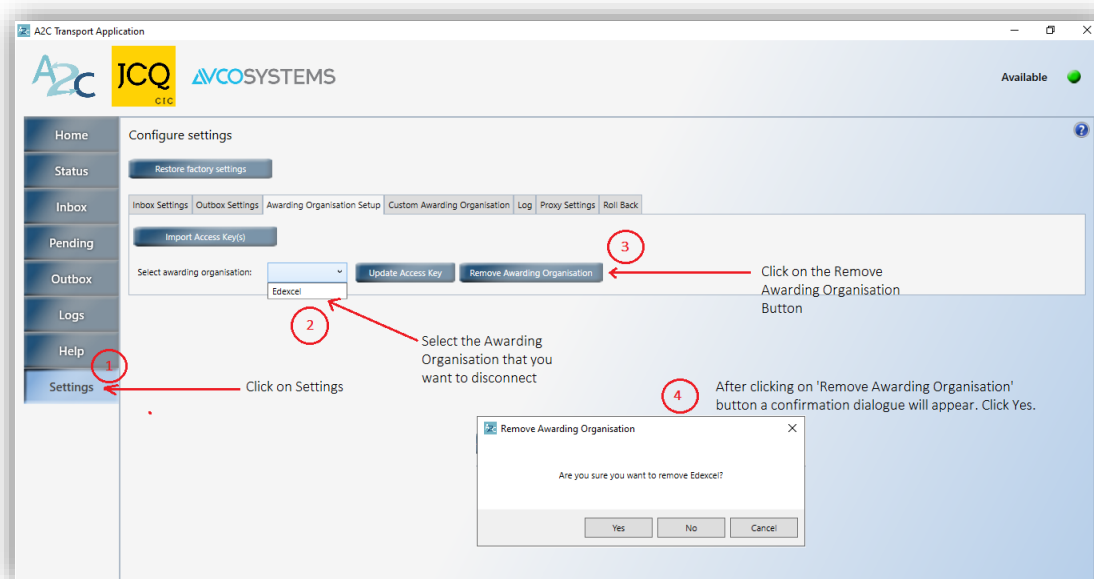 A2C Transport Application
A2C
JCQ
CIC
AVCOSYSTEMS
Available
Home
Status
Inbox
Pending
Outbox
Logs
Help
Settings
Configure settings
Restore factory settings
Inbox Settings Outbox Settings Awarding Organisation Setup Custom Awarding Organisation Log Proxy Settings Roll Back
Import Access Key(s)
Select awarding organisation:
Update Access Key
Remove Awarding Organisation
Edexcel
1
Click on Settings
2
Select the Awarding
Organisation that you
want to disconnect
3
Click on the Remove
Awarding Organisation
Button
4
After clicking on 'Remove Awarding Organisation'
button a confirmation dialogue will appear. Click Yes.
Remove Awarding Organisation
Are you sure you want to remove Edexcel?
Yes
No
Cancel